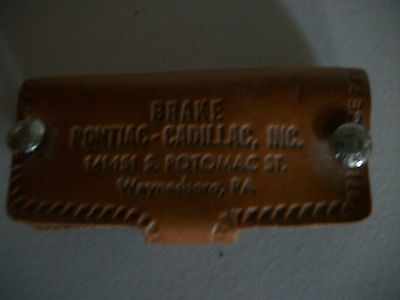 BRAKE
PONTIAC-CADILLAC, INC.
141-151 S. POTOMAC ST.
Waynesboro, PA.